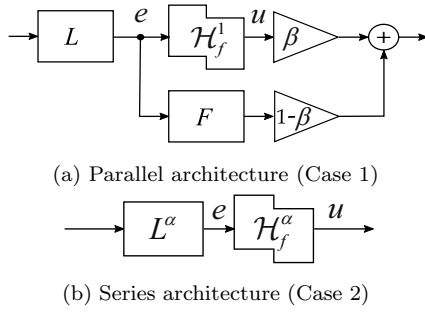 e u
L ℋ_f^1 β +
F 1-β
(a) Parallel architecture (Case 1)
e u
L^α ℋ_f^α
(b) Series architecture (Case 2)